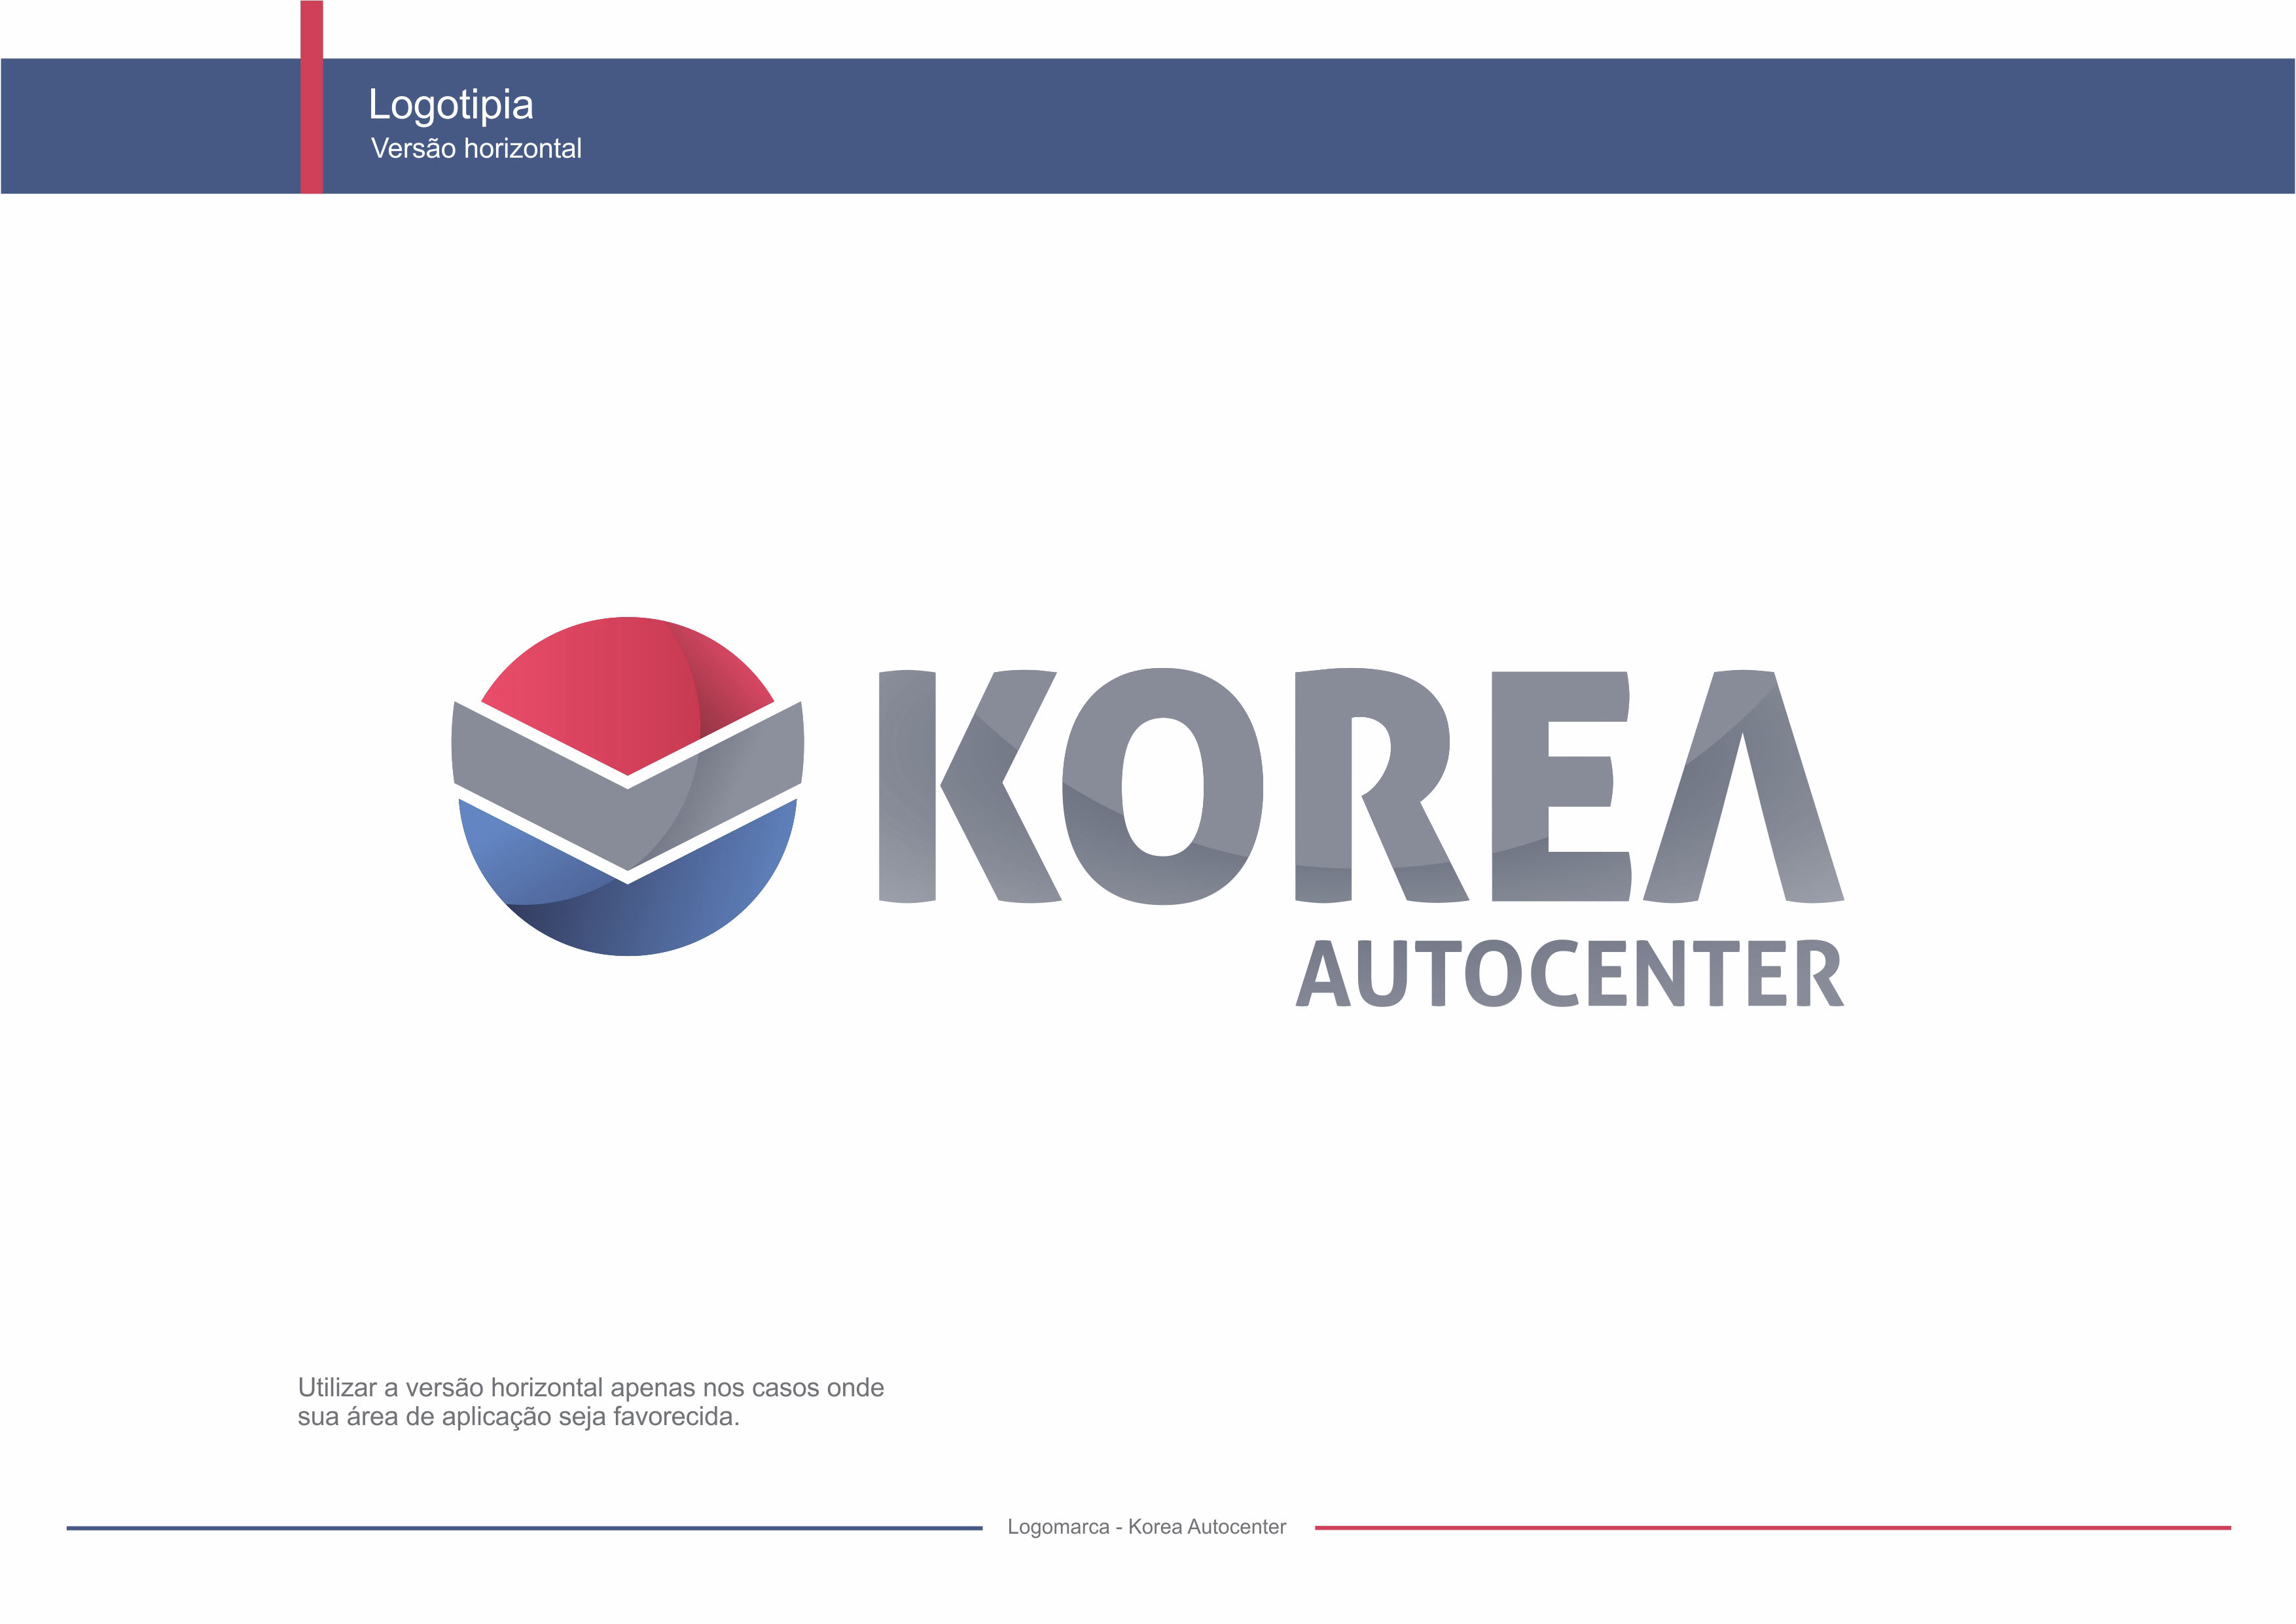 Logotipia
Versão horizontal
KOREA
AUTOCENTER
Utilizar a versão horizontal apenas nos casos onde
sua área de aplicação seja favorecida.
Logomarca - Korea Autocenter